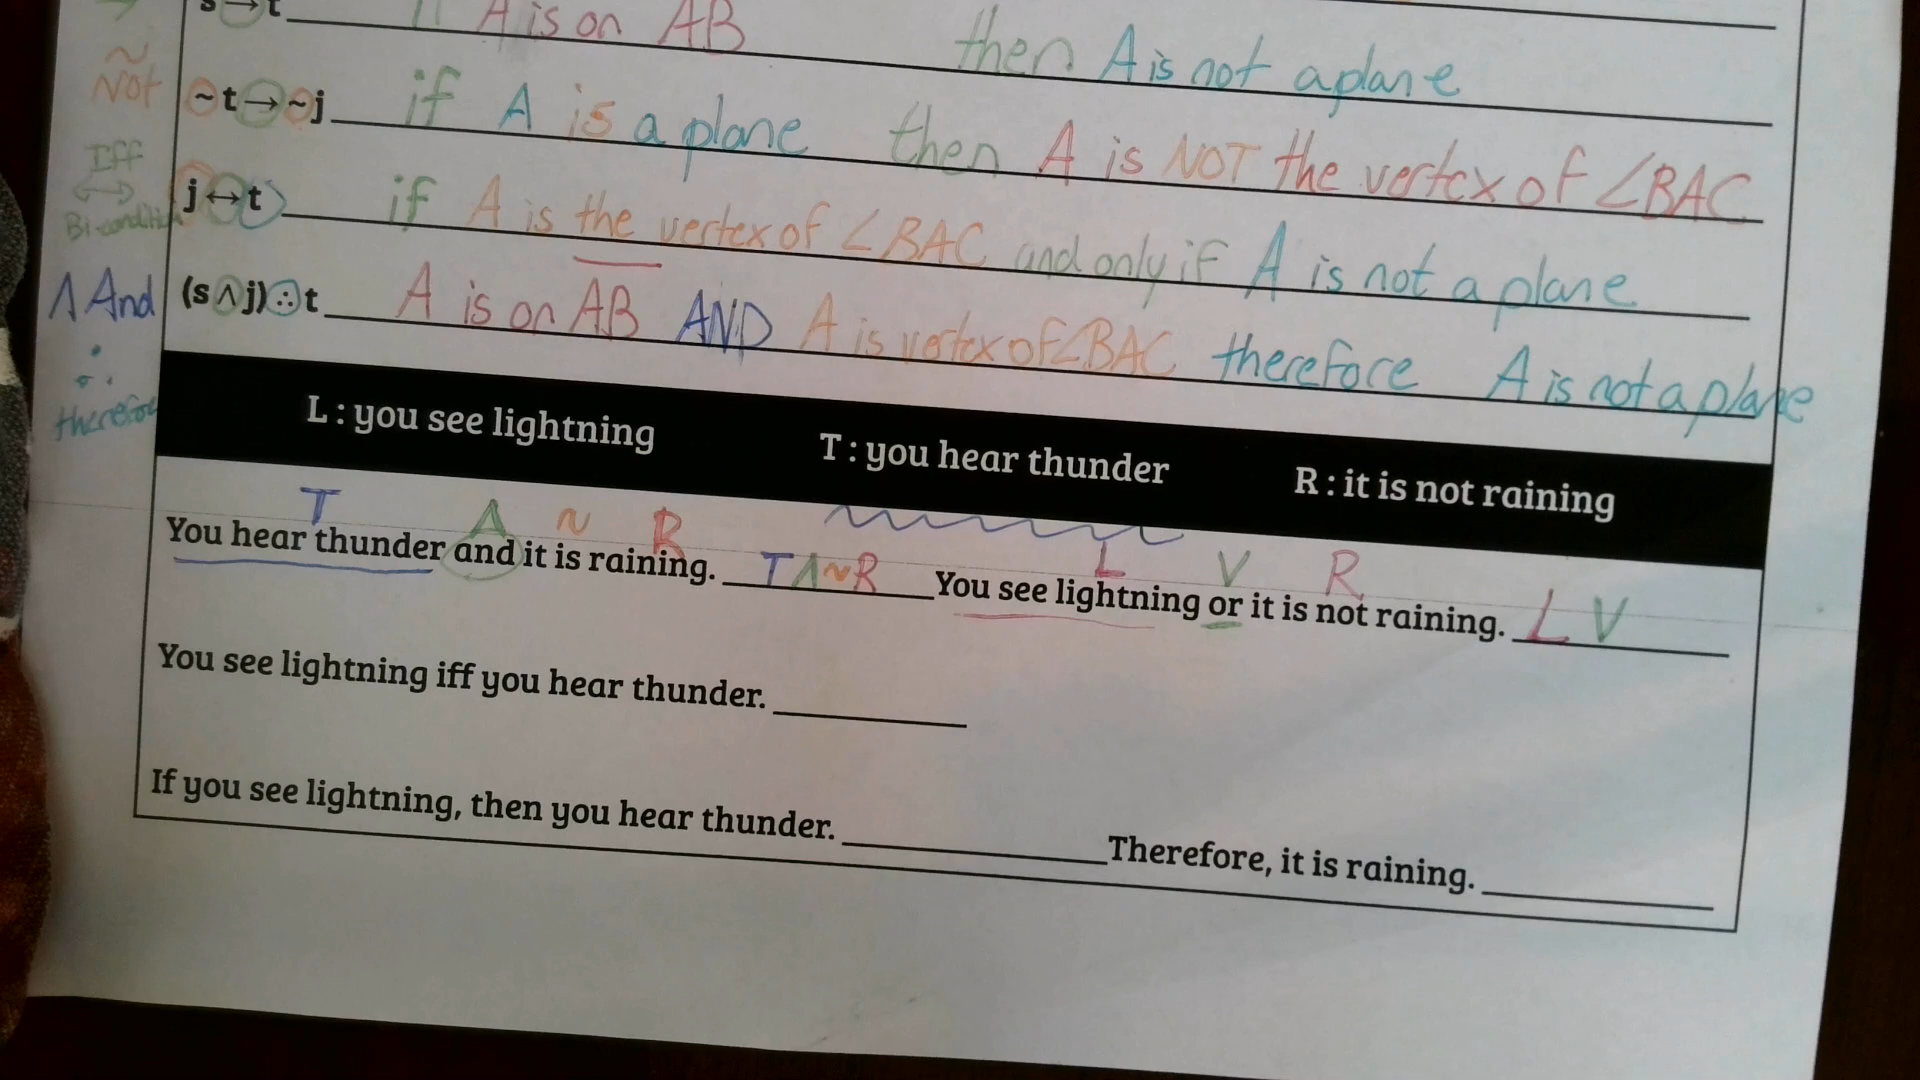 s→t if A is on AB then A is not a plane
~
Not ~t→~j if A is a plane then A is NOT the vertex of ∠BAC
Iff
↔
Bi-condition
j↔t if A is the vertex of ∠BAC and only if A is not a plane
∧ And (s∧j)∴t A is on AB AND A is vertex of ∠BAC therefore A is not a plane
∴
therefore
L : you see lightning T : you hear thunder R : it is not raining
T ∧ ~ R L V R
You hear thunder and it is raining. T∧~R You see lightning or it is not raining. L V
You see lightning iff you hear thunder.
If you see lightning, then you hear thunder. Therefore, it is raining.